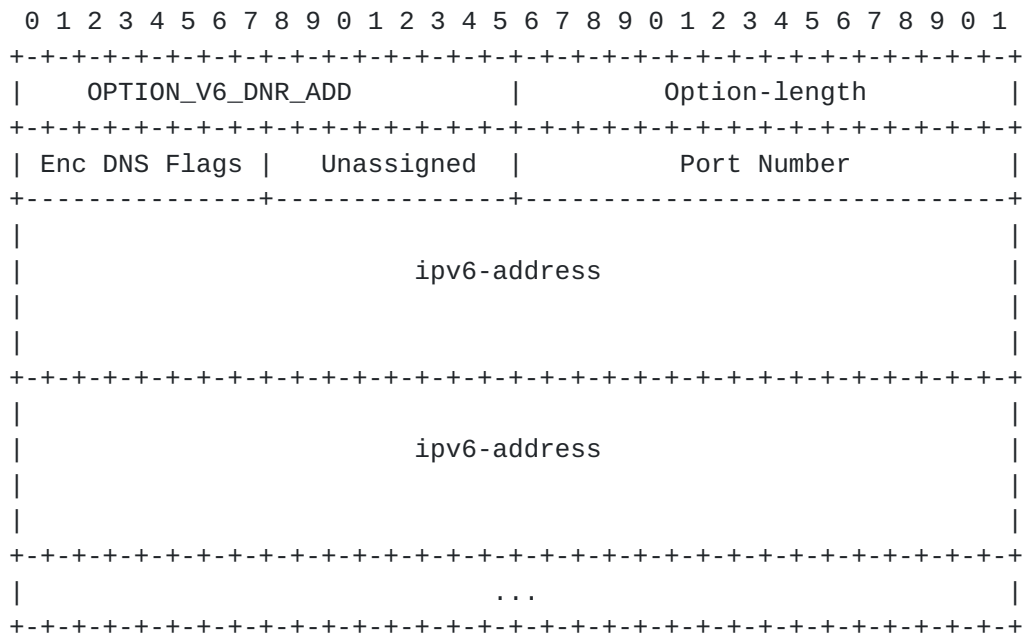 0 1 2 3 4 5 6 7 8 9 0 1 2 3 4 5 6 7 8 9 0 1 2 3 4 5 6 7 8 9 0 1
+-+-+-+-+-+-+-+-+-+-+-+-+-+-+-+-+-+-+-+-+-+-+-+-+-+-+-+-+-+-+-+-+
|    OPTION_V6_DNR_ADD          |         Option-length         |
+-+-+-+-+-+-+-+-+-+-+-+-+-+-+-+-+-+-+-+-+-+-+-+-+-+-+-+-+-+-+-+-+
| Enc DNS Flags |   Unassigned  |          Port Number          |
+---------------+---------------+-------------------------------+
|                                                               |
|                         ipv6-address                          |
|                                                               |
|                                                               |
+-+-+-+-+-+-+-+-+-+-+-+-+-+-+-+-+-+-+-+-+-+-+-+-+-+-+-+-+-+-+-+-+
|                                                               |
|                         ipv6-address                          |
|                                                               |
|                                                               |
+-+-+-+-+-+-+-+-+-+-+-+-+-+-+-+-+-+-+-+-+-+-+-+-+-+-+-+-+-+-+-+-+
|                              ...                              |
+-+-+-+-+-+-+-+-+-+-+-+-+-+-+-+-+-+-+-+-+-+-+-+-+-+-+-+-+-+-+-+-+